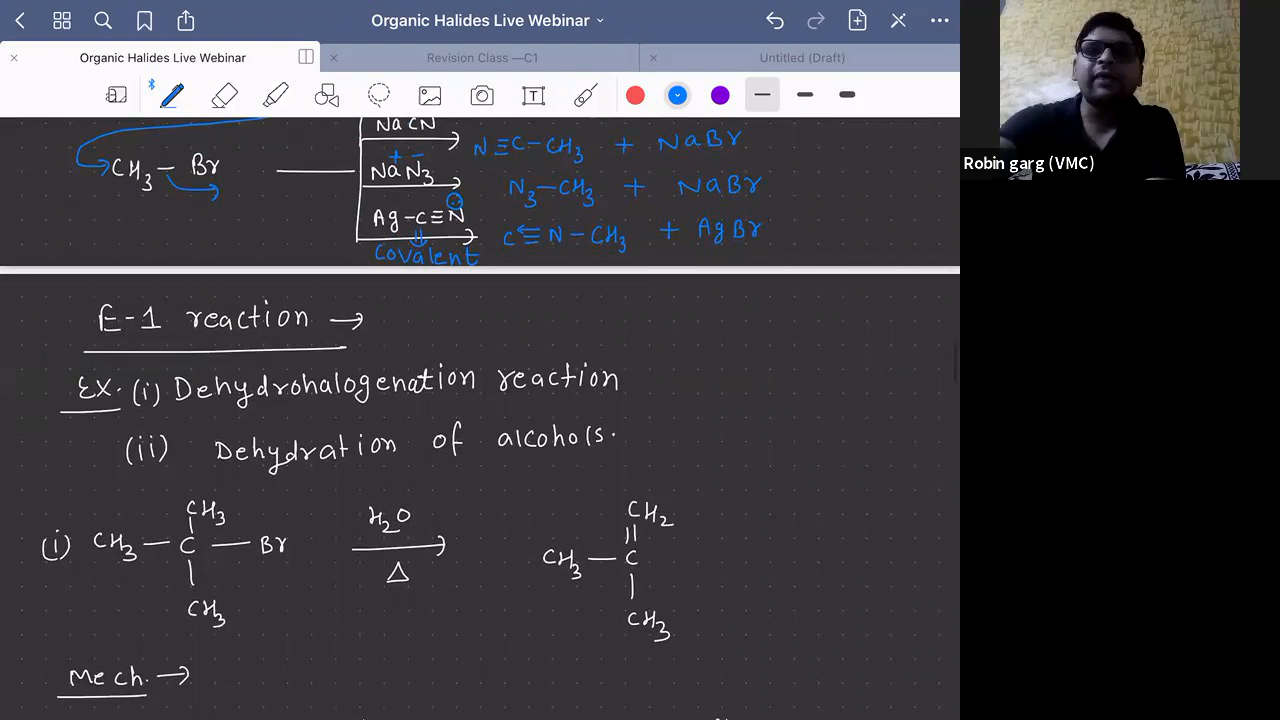 Organic Halides Live Webinar
Organic Halides Live Webinar
Revision Class —C1
Untitled (Draft)
Robin garg (VMC)
NaCN
N≡C-CH3 + NaBr
CH3-Br
Na+ N3-
N3-CH3 + NaBr
Ag-C≡N
C≡N-CH3 + AgBr
Covalent
E-1 reaction →
Ex. (i) Dehydrohalogenation reaction
(ii) Dehydration of alcohols.
CH3
CH2
(i) CH3-C-Br
H2O
Δ
CH3-C
CH3
CH3
Mech. →